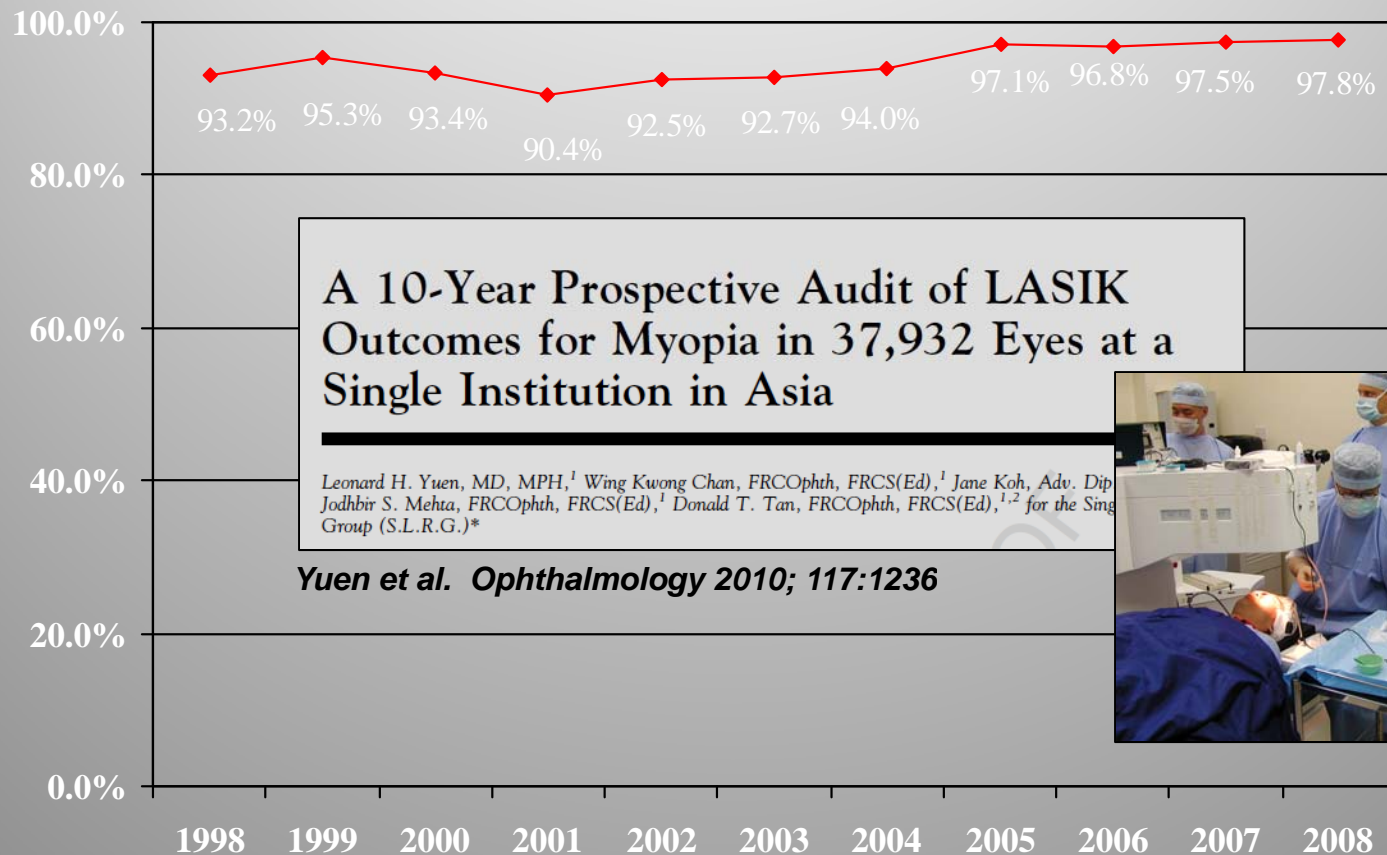 100.0%
93.2% 95.3% 93.4% 90.4% 92.5% 92.7% 94.0% 97.1% 96.8% 97.5% 97.8%
80.0%
A 10-Year Prospective Audit of LASIK
Outcomes for Myopia in 37,932 Eyes at a
Single Institution in Asia
60.0%
40.0%
Leonard H. Yuen, MD, MPH,¹ Wing Kwong Chan, FRCOphth, FRCS(Ed),¹ Jane Koh, Adv. Dip
Jodhbir S. Mehta, FRCOphth, FRCS(Ed),¹ Donald T. Tan, FRCOphth, FRCS(Ed),¹,² for the Sing
Group (S.L.R.G.)*
Yuen et al. Ophthalmology 2010; 117:1236
20.0%
0.0%
1998 1999 2000 2001 2002 2003 2004 2005 2006 2007 2008